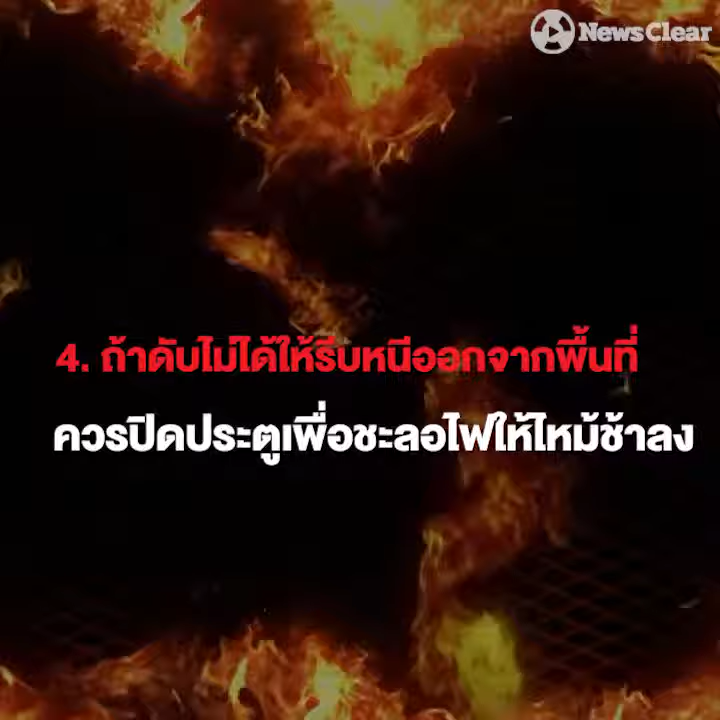 NewsClear
4. ถ้าดับไม่ได้ให้รีบหนีออกจากพื้นที่
ควรปิดประตูเพื่อชะลอไฟให้ไหม้ช้าลง